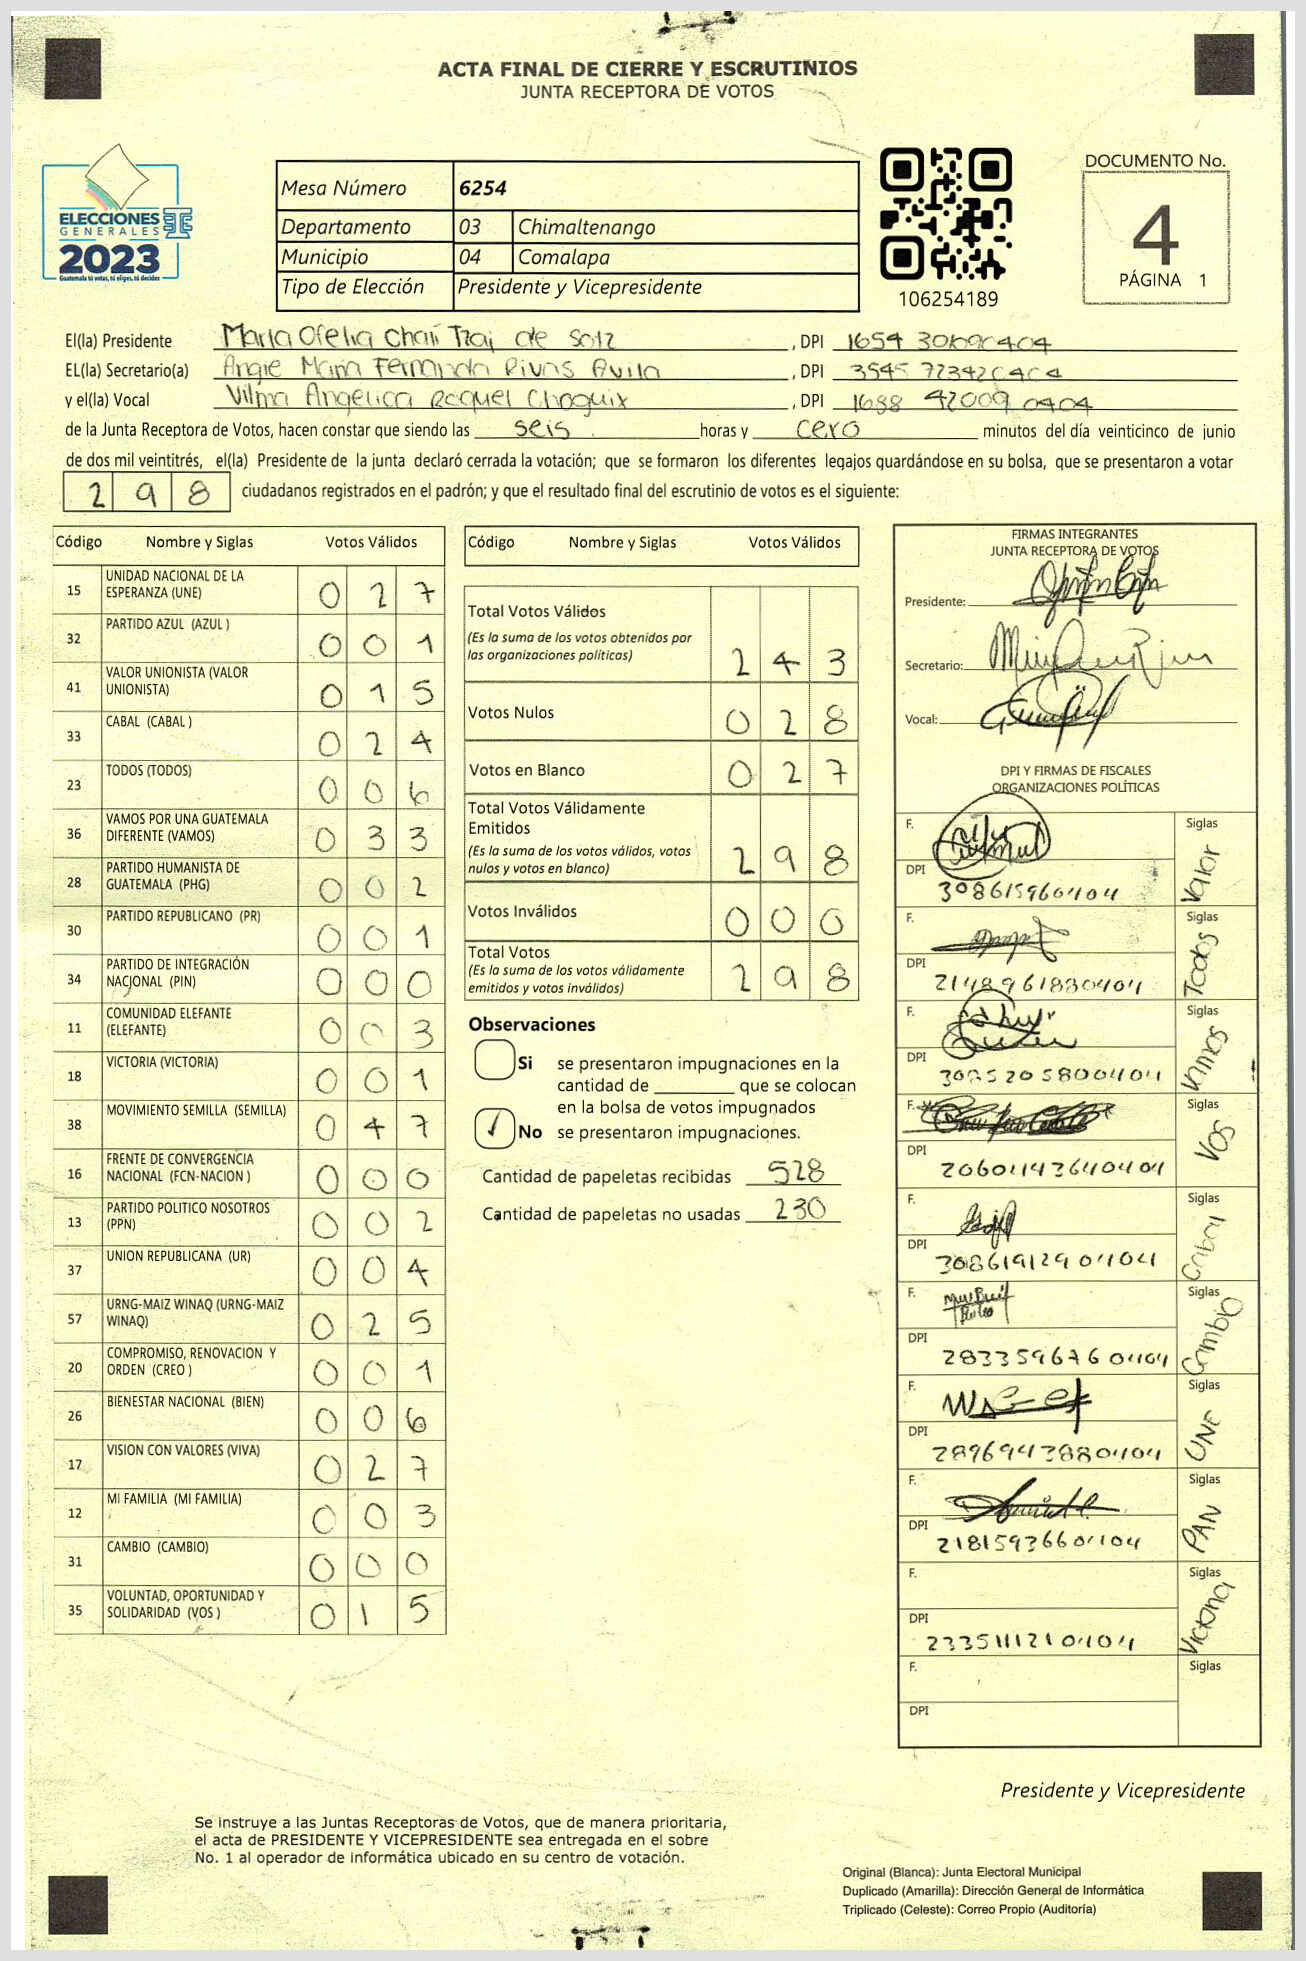 ACTA FINAL DE CIERRE Y ESCRUTINIOS
JUNTA RECEPTORA DE VOTOS
ELECCIONES
GENERALES
2023
Guatemala tú votas, tú eliges, tú decides
Mesa Número 6254
Departamento 03 Chimaltenango
Municipio 04 Comalapa
Tipo de Elección Presidente y Vicepresidente
106254189
DOCUMENTO No.
4
PÁGINA 1
El(la) Presidente Maria Ofelia Chalí Tzaj de Sotz , DPI 1654
EL(la) Secretario(a) Angie Maria Fernanda Rivas Avila , DPI
y el(la) Vocal Vilma Angélica Raquel Choguix , DPI 1688 42009 0404
de la Junta Receptora de Votos, hacen constar que siendo las seis horas y cero minutos del día veinticinco de junio
de dos mil veintitrés, el(la) Presidente de la junta declaró cerrada la votación; que se formaron los diferentes legajos guardándose en su bolsa, que se presentaron a votar
298 ciudadanos registrados en el padrón; y que el resultado final del escrutinio de votos es el siguiente:
Código Nombre y Siglas Votos Válidos
15 UNIDAD NACIONAL DE LA ESPERANZA (UNE) 0 2 7
32 PARTIDO AZUL (AZUL ) 0 0 1
41 VALOR UNIONISTA (VALOR UNIONISTA) 0 1 5
33 CABAL (CABAL ) 0 2 4
23 TODOS (TODOS) 0 0 6
36 VAMOS POR UNA GUATEMALA DIFERENTE (VAMOS) 0 3 3
28 PARTIDO HUMANISTA DE GUATEMALA (PHG) 0 0 2
30 PARTIDO REPUBLICANO (PR) 0 0 1
34 PARTIDO DE INTEGRACIÓN NACIONAL (PIN) 0 0 0
11 COMUNIDAD ELEFANTE (ELEFANTE) 0 0 3
18 VICTORIA (VICTORIA) 0 0 1
38 MOVIMIENTO SEMILLA (SEMILLA) 0 4 7
16 FRENTE DE CONVERGENCIA NACIONAL (FCN-NACION ) 0 0 0
13 PARTIDO POLITICO NOSOTROS (PPN) 0 0 2
37 UNION REPUBLICANA (UR) 0 0 4
57 URNG-MAIZ WINAQ (URNG-MAIZ WINAQ) 0 2 5
20 COMPROMISO, RENOVACION Y ORDEN (CREO ) 0 0 1
26 BIENESTAR NACIONAL (BIEN) 0 0 6
17 VISION CON VALORES (VIVA) 0 2 7
12 MI FAMILIA (MI FAMILIA) 0 0 3
31 CAMBIO (CAMBIO) 0 0 0
35 VOLUNTAD, OPORTUNIDAD Y SOLIDARIDAD (VOS ) 0 1 5
Código Nombre y Siglas Votos Válidos
Total Votos Válidos 2 4 3
(Es la suma de los votos obtenidos por
las organizaciones políticas)
Votos Nulos 0 2 8
Votos en Blanco 0 2 7
Total Votos Válidamente
Emitidos 2 9 8
(Es la suma de los votos válidos, votos
nulos y votos en blanco)
Votos Inválidos 0 0 0
Total Votos 2 9 8
(Es la suma de los votos válidamente
emitidos y votos inválidos)
Observaciones
Si se presentaron impugnaciones en la
cantidad de ________ que se colocan
en la bolsa de votos impugnados
✓ No se presentaron impugnaciones.
Cantidad de papeletas recibidas 528
Cantidad de papeletas no usadas 230
FIRMAS INTEGRANTES
JUNTA RECEPTORA DE VOTOS
Presidente:
Secretario:
Vocal:
DPI Y FIRMAS DE FISCALES
ORGANIZACIONES POLÍTICAS
F. Siglas Valor
DPI 308615960404
F. Siglas Todos
DPI 2148961880404
F. Siglas Vamos
DPI
F. Siglas VOS
DPI 2060114364 0404
F. Siglas Cabal
DPI 3086191290404
F. Siglas Cambio
DPI 2833596760404
F. Siglas UNE
DPI 2896943880404
F. Siglas PAN
DPI 2181593660404
F. Siglas Victoria
DPI 2335111210404
F. Siglas
DPI
Presidente y Vicepresidente
Se instruye a las Juntas Receptoras de Votos, que de manera prioritaria,
el acta de PRESIDENTE Y VICEPRESIDENTE sea entregada en el sobre
No. 1 al operador de informática ubicado en su centro de votación.
Original (Blanca): Junta Electoral Municipal
Duplicado (Amarilla): Dirección General de Informática
Triplicado (Celeste): Correo Propio (Auditoría)